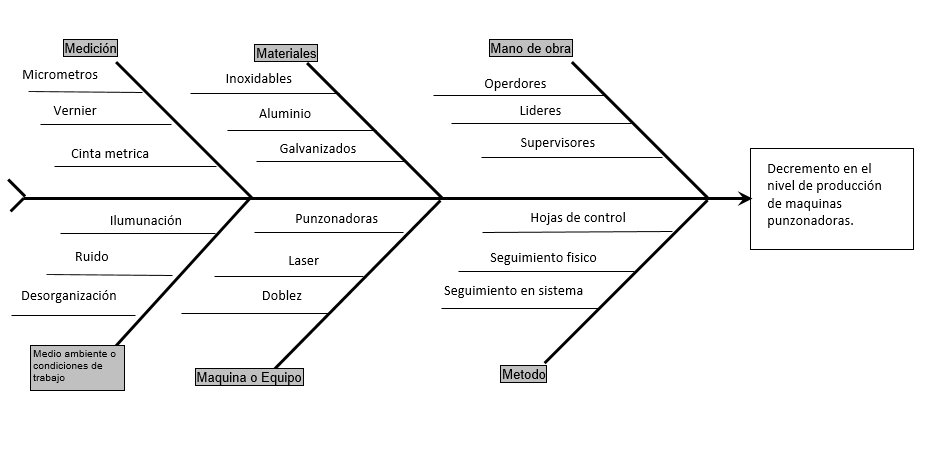 Medición
Materiales
Mano de obra
Micrometros
Inoxidables
Operdores
Vernier
Aluminio
Lideres
Cinta metrica
Galvanizados
Supervisores
Decremento en el
nivel de producción
de maquinas
punzonadoras.
Ilumunación
Punzonadoras
Hojas de control
Ruido
Laser
Seguimiento fisico
Desorganización
Doblez
Seguimiento en sistema
Medio ambiente o
condiciones de
trabajo
Maquina o Equipo
Metodo